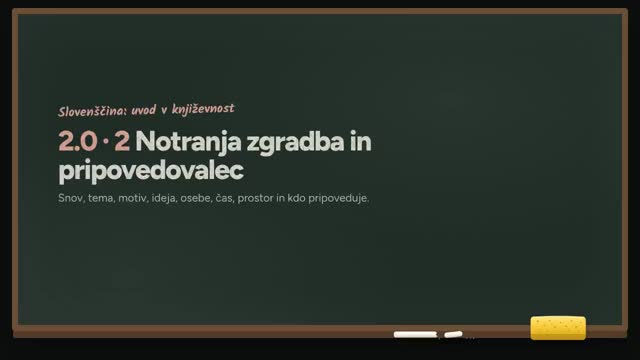 Slovenščina: uvod v književnost
2.0 · 2 Notranja zgradba in
pripovedovalec
Snov, tema, motiv, ideja, osebe, čas, prostor in kdo pripoveduje.